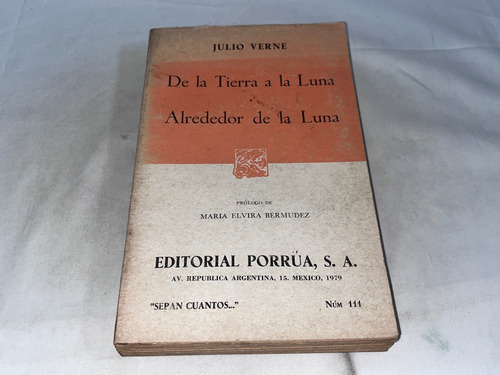 JULIO VERNE
De la Tierra a la Luna
Alrededor de la Luna
PRÓLOGO DE
MARIA ELVIRA BERMUDEZ
EDITORIAL PORRÚA, S. A.
AV. REPUBLICA ARGENTINA, 15. MEXICO, 1979
"SEPAN CUANTOS..." NÚM 111